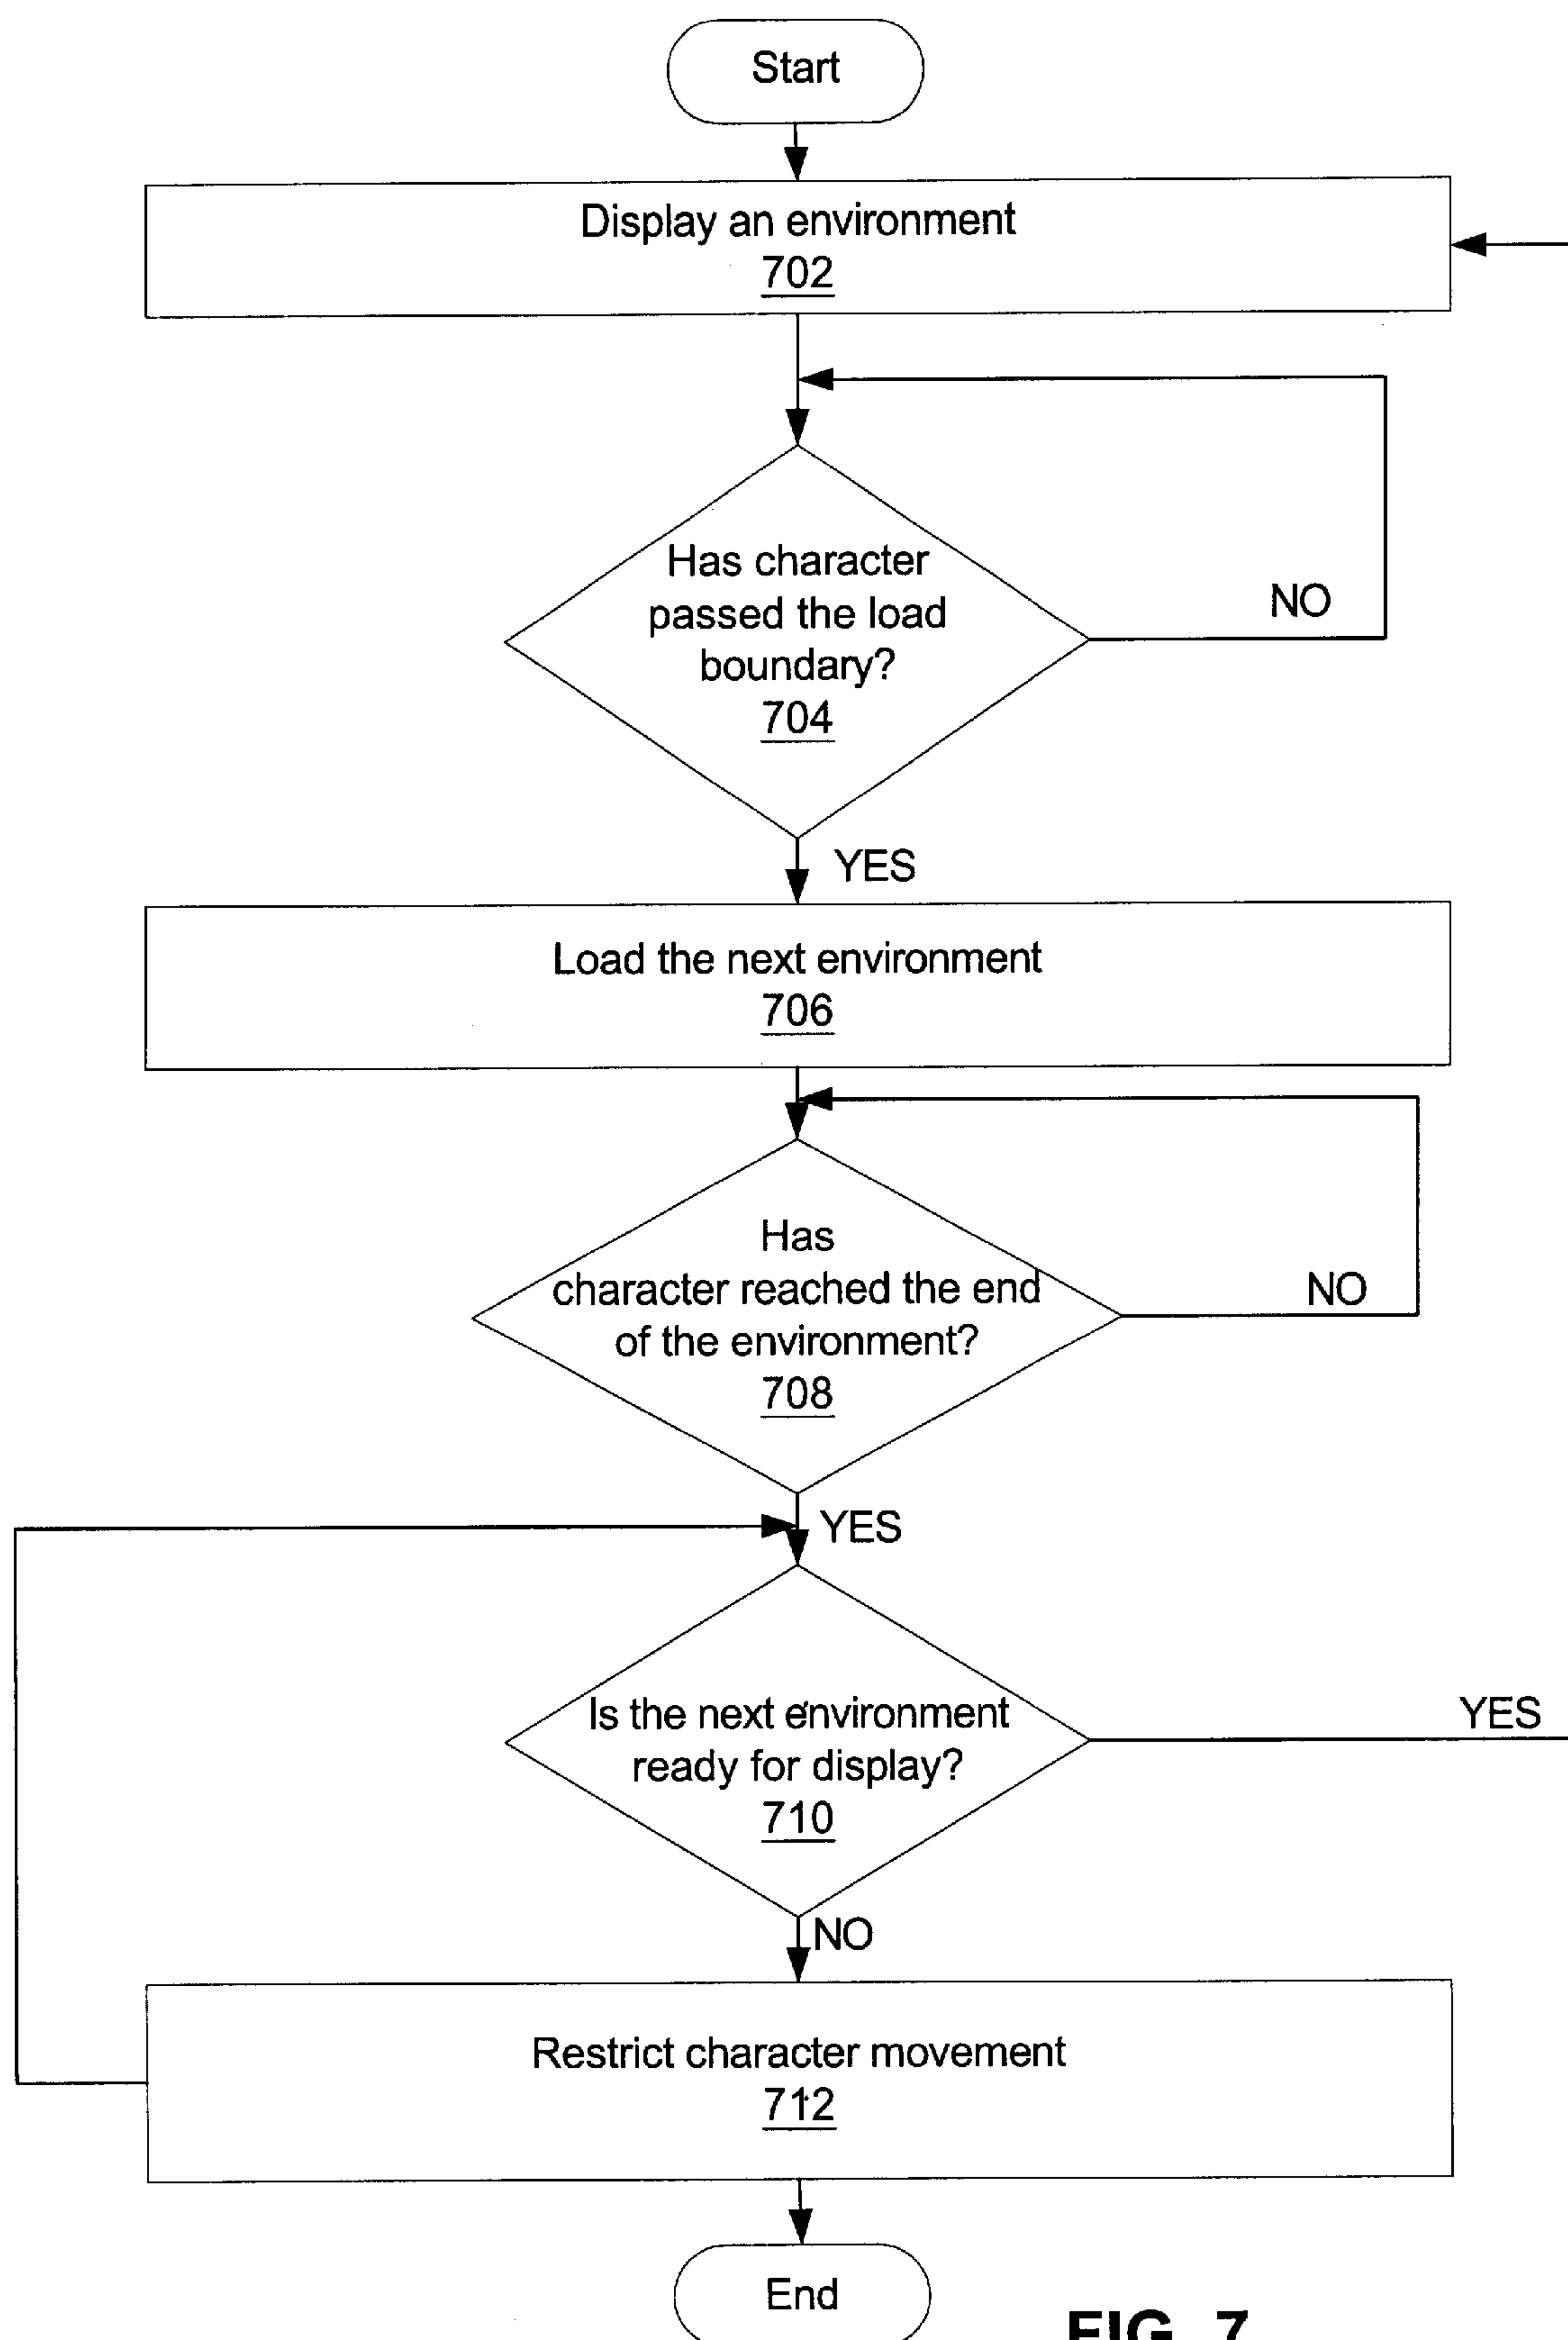 Start
Display an environment
702
Has character
passed the load
boundary?
704
NO
YES
Load the next environment
706
Has
character reached the end
of the environment?
708
NO
YES
Is the next environment
ready for display?
710
YES
NO
Restrict character movement
712
End
FIG. 7